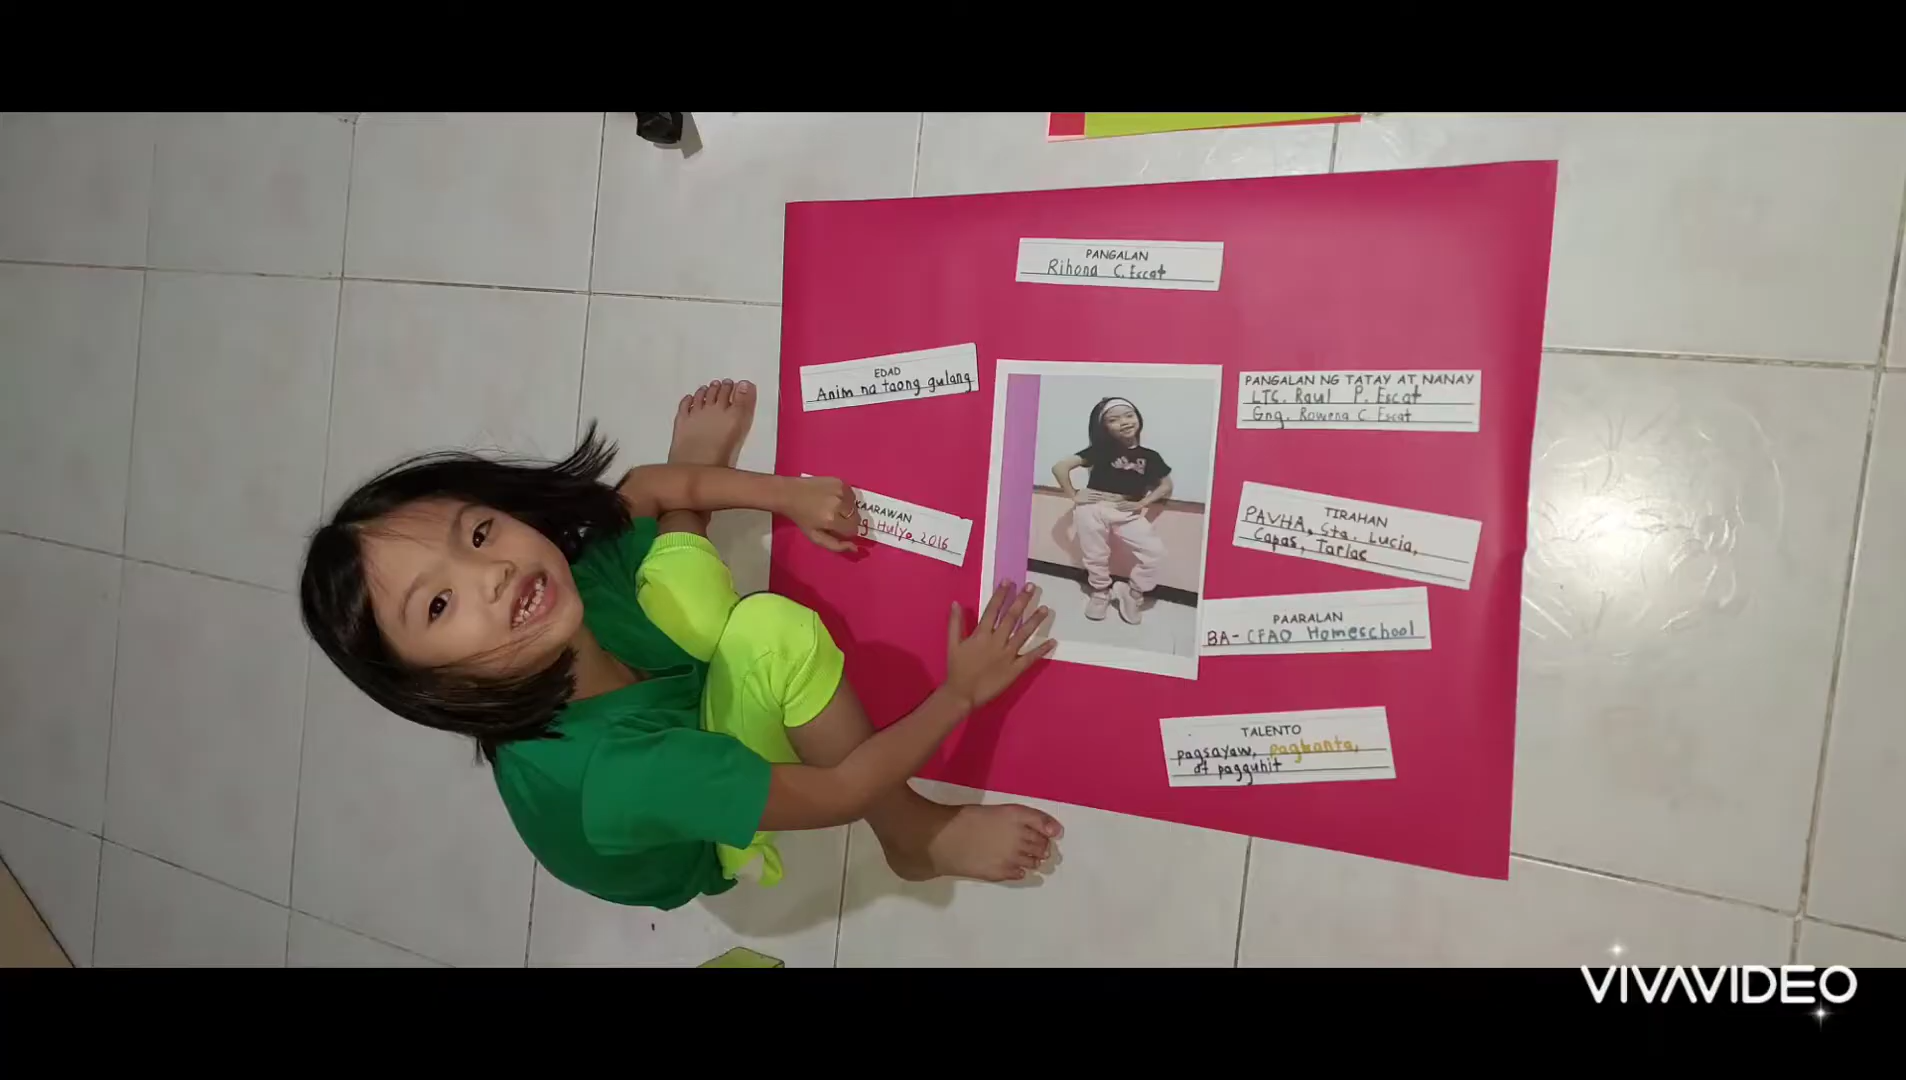 PANGALAN
Rihona C. Escat
EDAD
Anim na taong gulang
PANGALAN NG TATAY AT NANAY
LTC. Raul P. Escat
Gng. Rowena C. Escat
KAARAWAN
Hulyo, 2016
TIRAHAN
PAVHA, Sta. Lucia,
Capas, Tarlac
PAARALAN
BA- CFAO Homeschool
TALENTO
pagsayaw, pagkanta,
at pagguhit
VIVAVIDEO